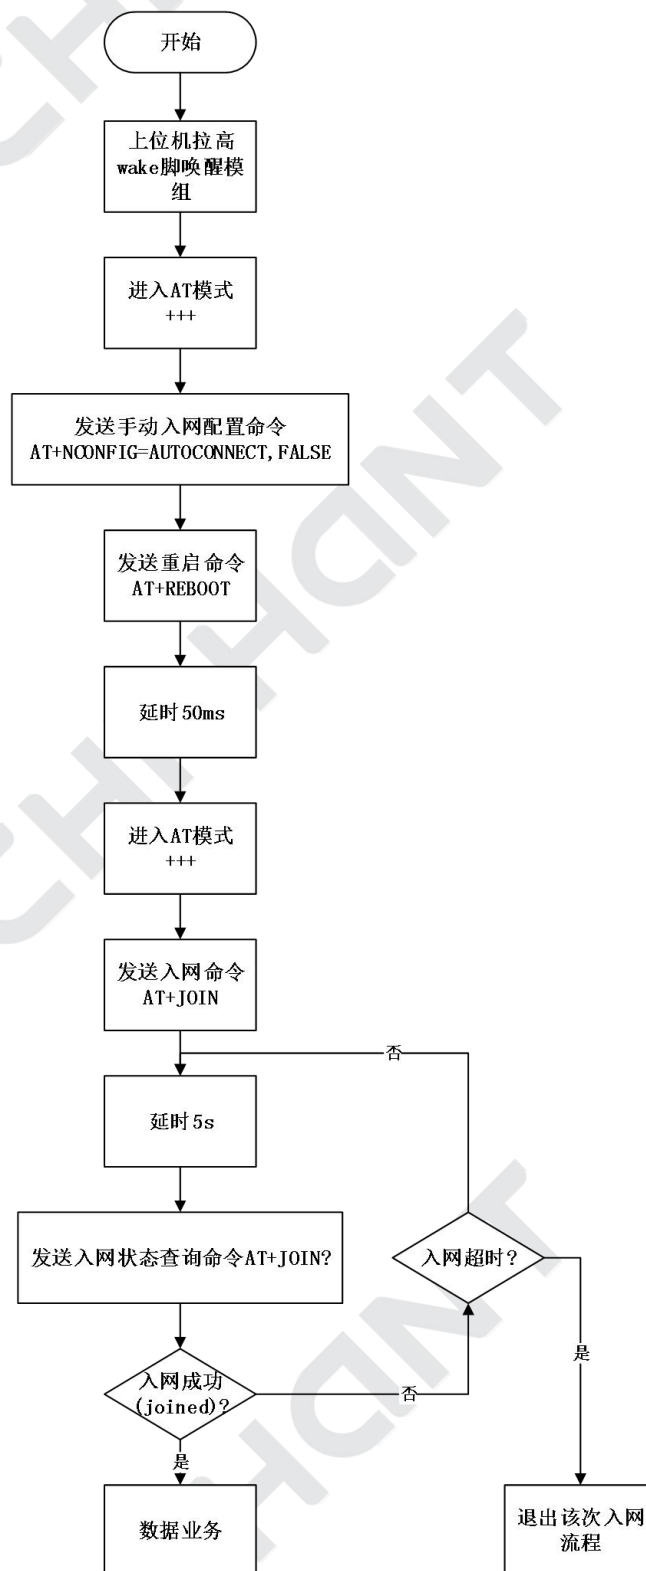 开始
上位机拉高
wake脚唤醒模
组
进入AT模式
+++
发送手动入网配置命令
AT+NCONFIG=AUTOCONNECT,FALSE
发送重启命令
AT+REBOOT
延时50ms
进入AT模式
+++
发送入网命令
AT+JOIN
否
延时5s
发送入网状态查询命令AT+JOIN?
入网超时?
是
入网成功
(joined)?
否
是
数据业务
退出该次入网
流程